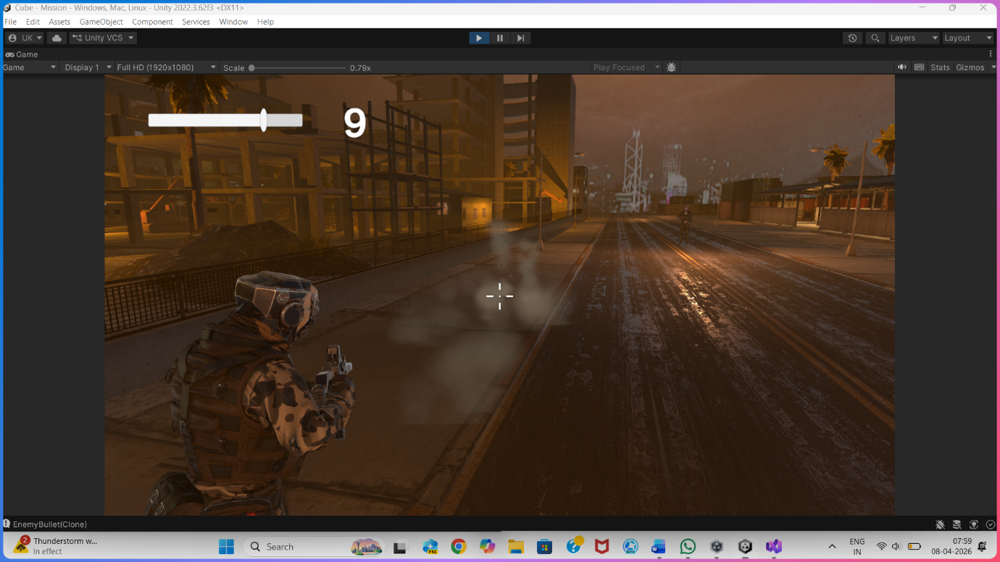 Cube - Mission - Windows, Mac, Linux - Unity 2022.3.62f3 <DX11>
File Edit Assets GameObject Component Services Window Help
UK Unity VCS Layers Layout
Game
Game Display 1 Full HD (1920x1080) Scale 0.79x Play Focused Stats Gizmos
9
EnemyBullet(Clone)
2 Thunderstorm w...
In effect
Search
PRE
BETA
ENG
IN
07:59
08-04-2026